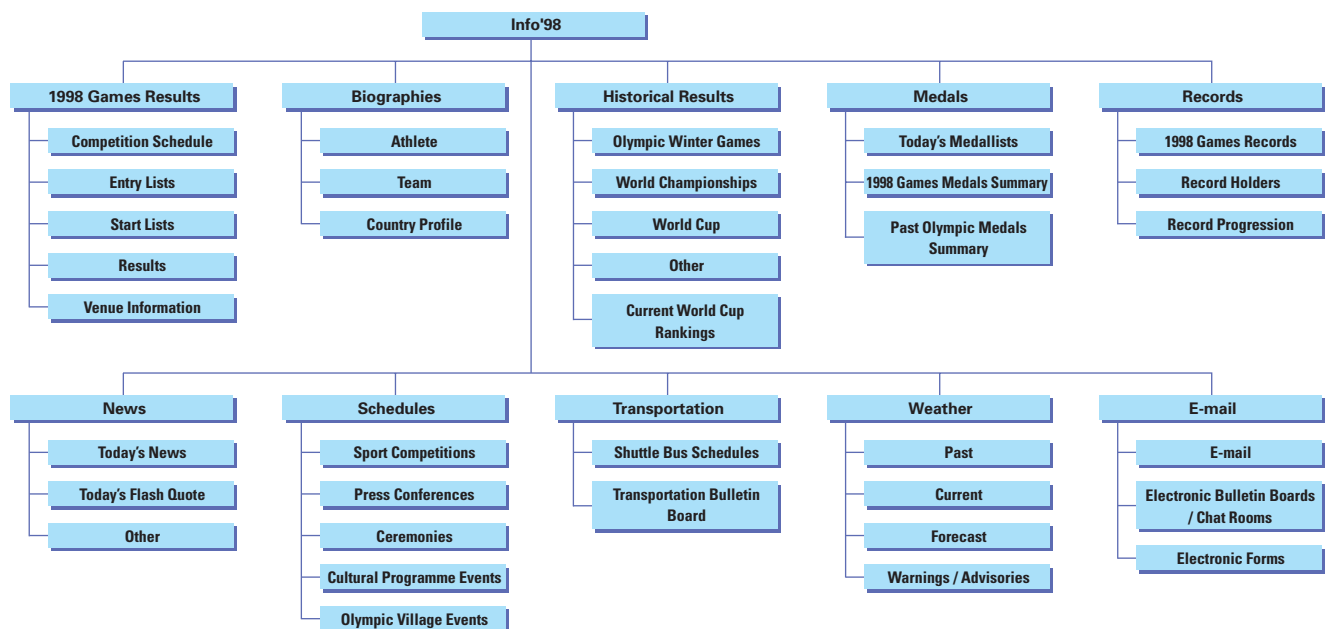 Info'98
1998 Games Results
Competition Schedule
Entry Lists
Start Lists
Results
Venue Information
Biographies
Athlete
Team
Country Profile
Historical Results
Olympic Winter Games
World Championships
World Cup
Other
Current World Cup
Rankings
Medals
Today's Medallists
1998 Games Medals Summary
Past Olympic Medals
Summary
Records
1998 Games Records
Record Holders
Record Progression
News
Today's News
Today's Flash Quote
Other
Schedules
Sport Competitions
Press Conferences
Ceremonies
Cultural Programme Events
Olympic Village Events
Transportation
Shuttle Bus Schedules
Transportation Bulletin
Board
Weather
Past
Current
Forecast
Warnings / Advisories
E-mail
E-mail
Electronic Bulletin Boards
/ Chat Rooms
Electronic Forms